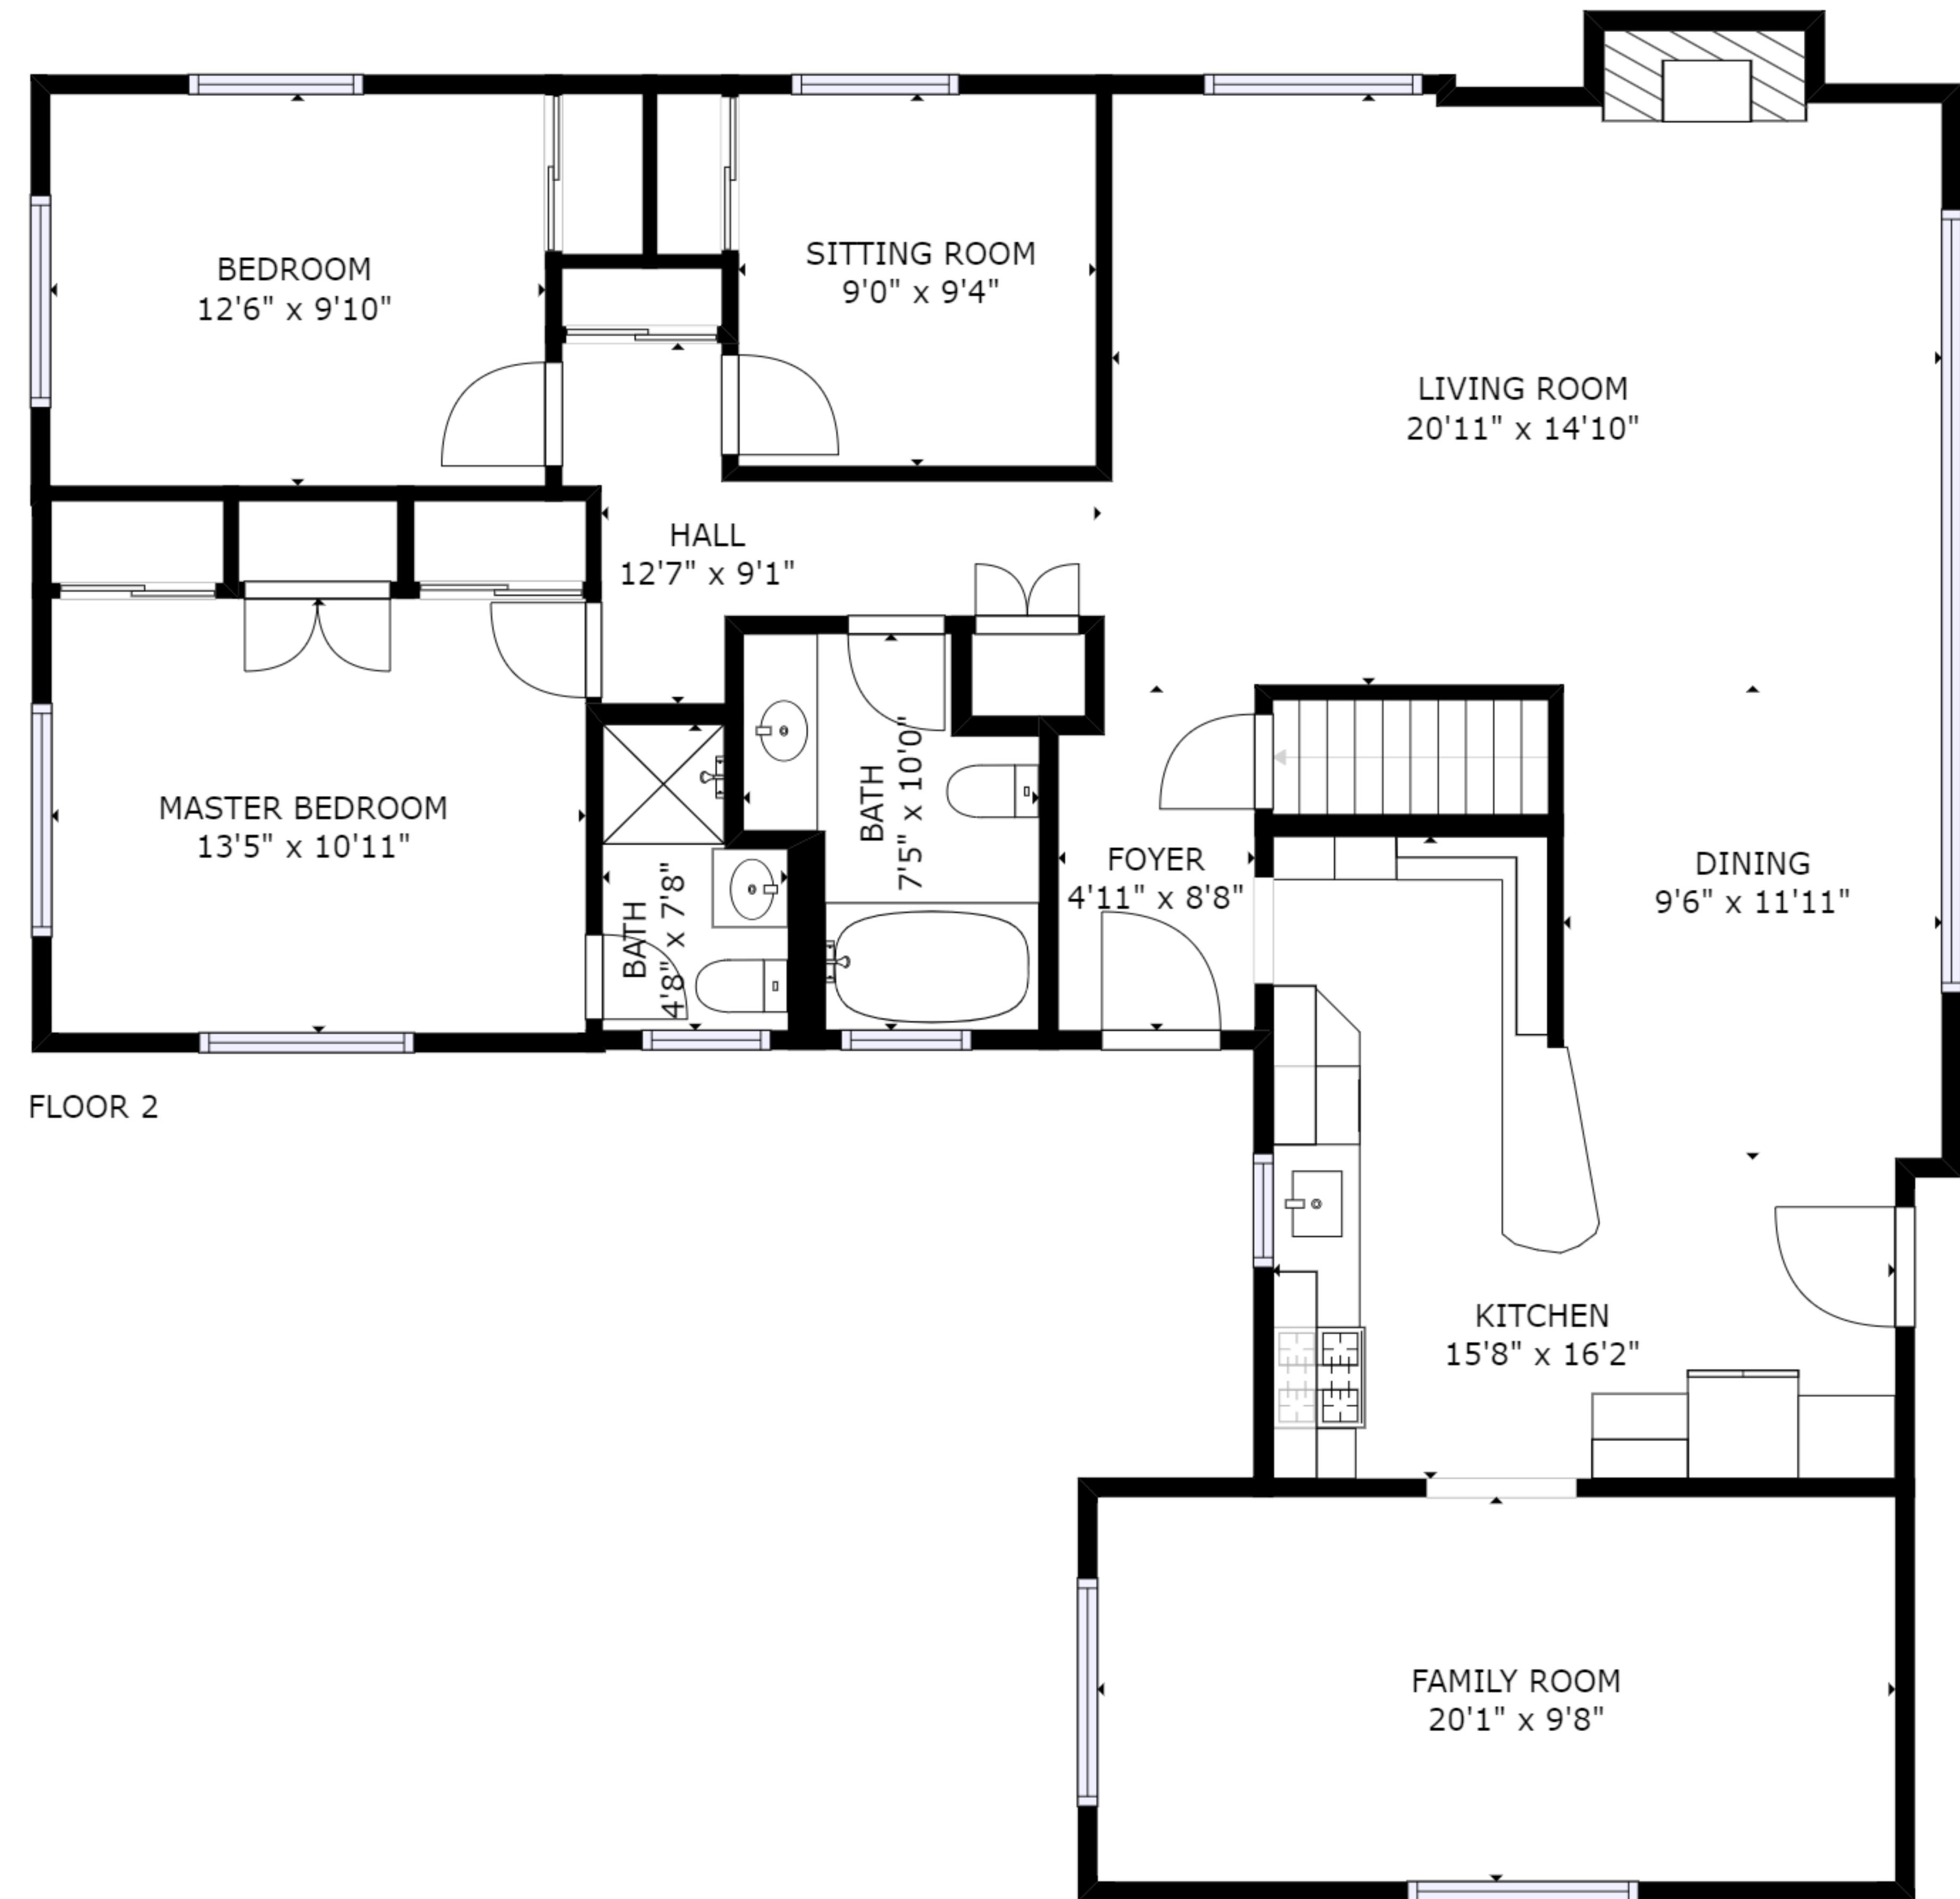 BEDROOM
12'6" x 9'10"
SITTING ROOM
9'0" x 9'4"
LIVING ROOM
20'11" x 14'10"
HALL
12'7" x 9'1"
MASTER BEDROOM
13'5" x 10'11"
BATH
4'8" x 7'8"
BATH
7'5" x 10'0"
FOYER
4'11" x 8'8"
DINING
9'6" x 11'11"
FLOOR 2
KITCHEN
15'8" x 16'2"
FAMILY ROOM
20'1" x 9'8"